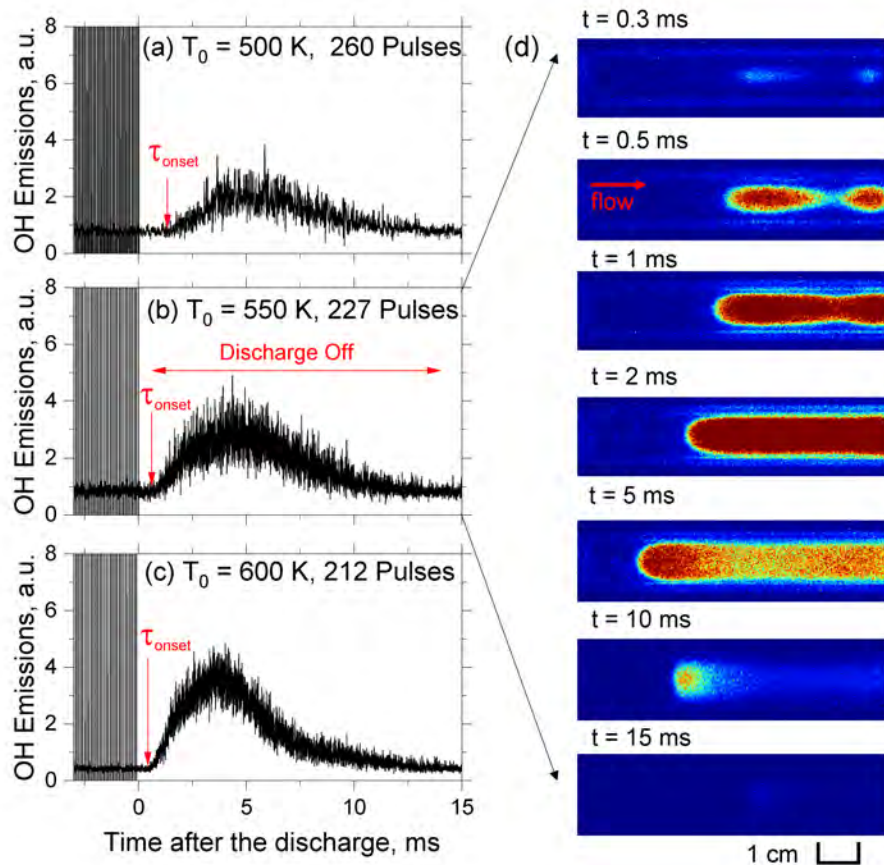 (a) T₀ = 500 K, 260 Pulses
OH Emissions, a.u.
8
6
4
2
0
τonset
(b) T₀ = 550 K, 227 Pulses
Discharge Off
OH Emissions, a.u.
8
6
4
2
0
τonset
(c) T₀ = 600 K, 212 Pulses
OH Emissions, a.u.
8
6
4
2
0
τonset
0 5 10 15
Time after the discharge, ms
(d)
t = 0.3 ms
t = 0.5 ms
flow
t = 1 ms
t = 2 ms
t = 5 ms
t = 10 ms
t = 15 ms
1 cm